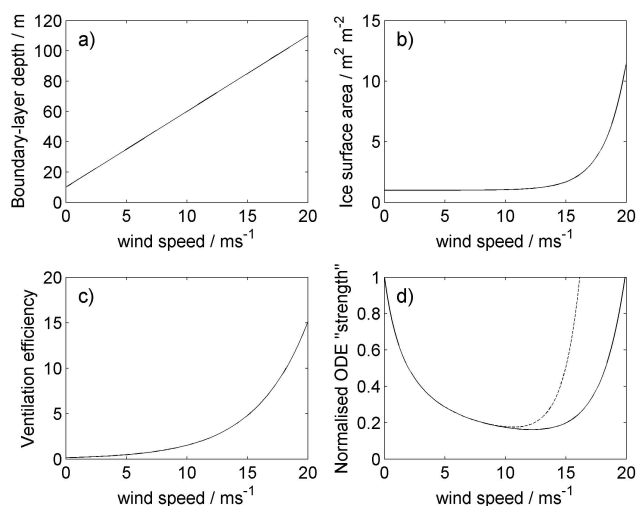 Boundary-layer depth / m
120
100
80
60
40
20
0
a)
0 5 10 15 20
wind speed / ms⁻¹
Ice surface area / m² m⁻²
10
5
0
b)
0 5 10 15 20
wind speed / ms⁻¹
Ventilation efficiency
20
15
10
5
0
c)
0 5 10 15 20
wind speed / ms⁻¹
Normalised ODE "strength"
1
0.8
0.6
0.4
0.2
0
d)
0 5 10 15 20
wind speed / ms⁻¹